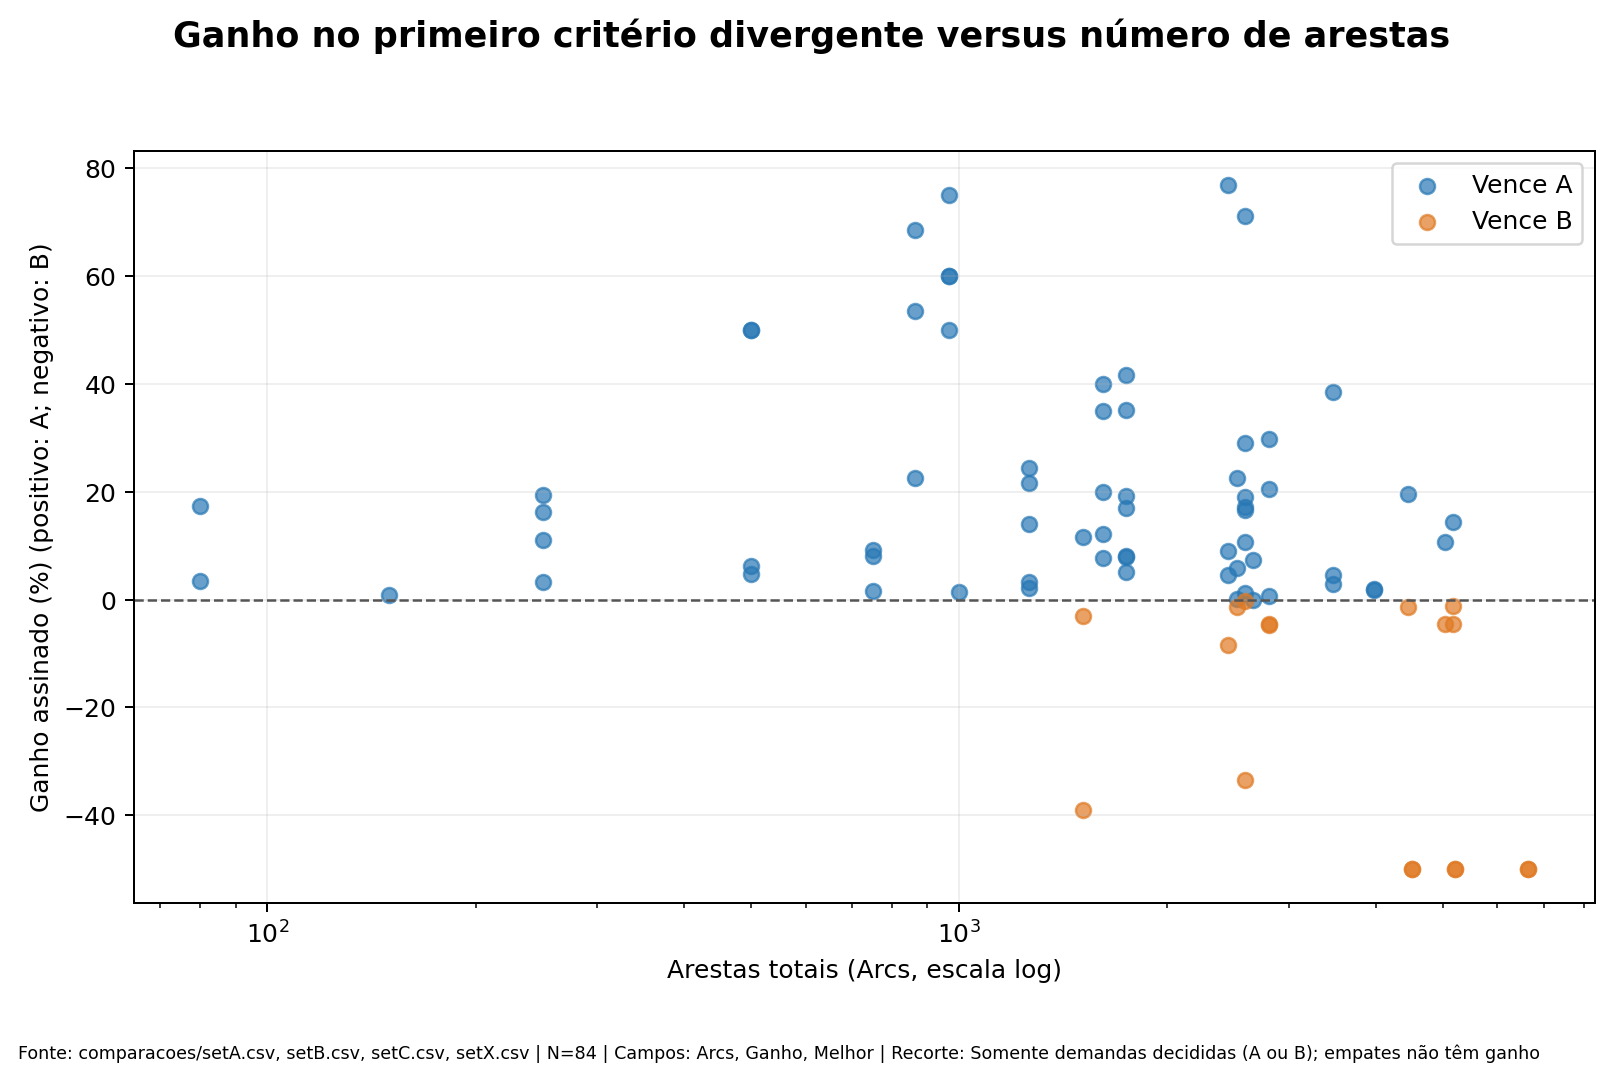 Ganho no primeiro critério divergente versus número de arestas
Ganho assinado (%) (positivo: A; negativo: B)
80
60
40
20
0
−20
−40
Vence A
Vence B
10²
10³
Arestas totais (Arcs, escala log)
Fonte: comparacoes/setA.csv, setB.csv, setC.csv, setX.csv | N=84 | Campos: Arcs, Ganho, Melhor | Recorte: Somente demandas decididas (A ou B); empates não têm ganho